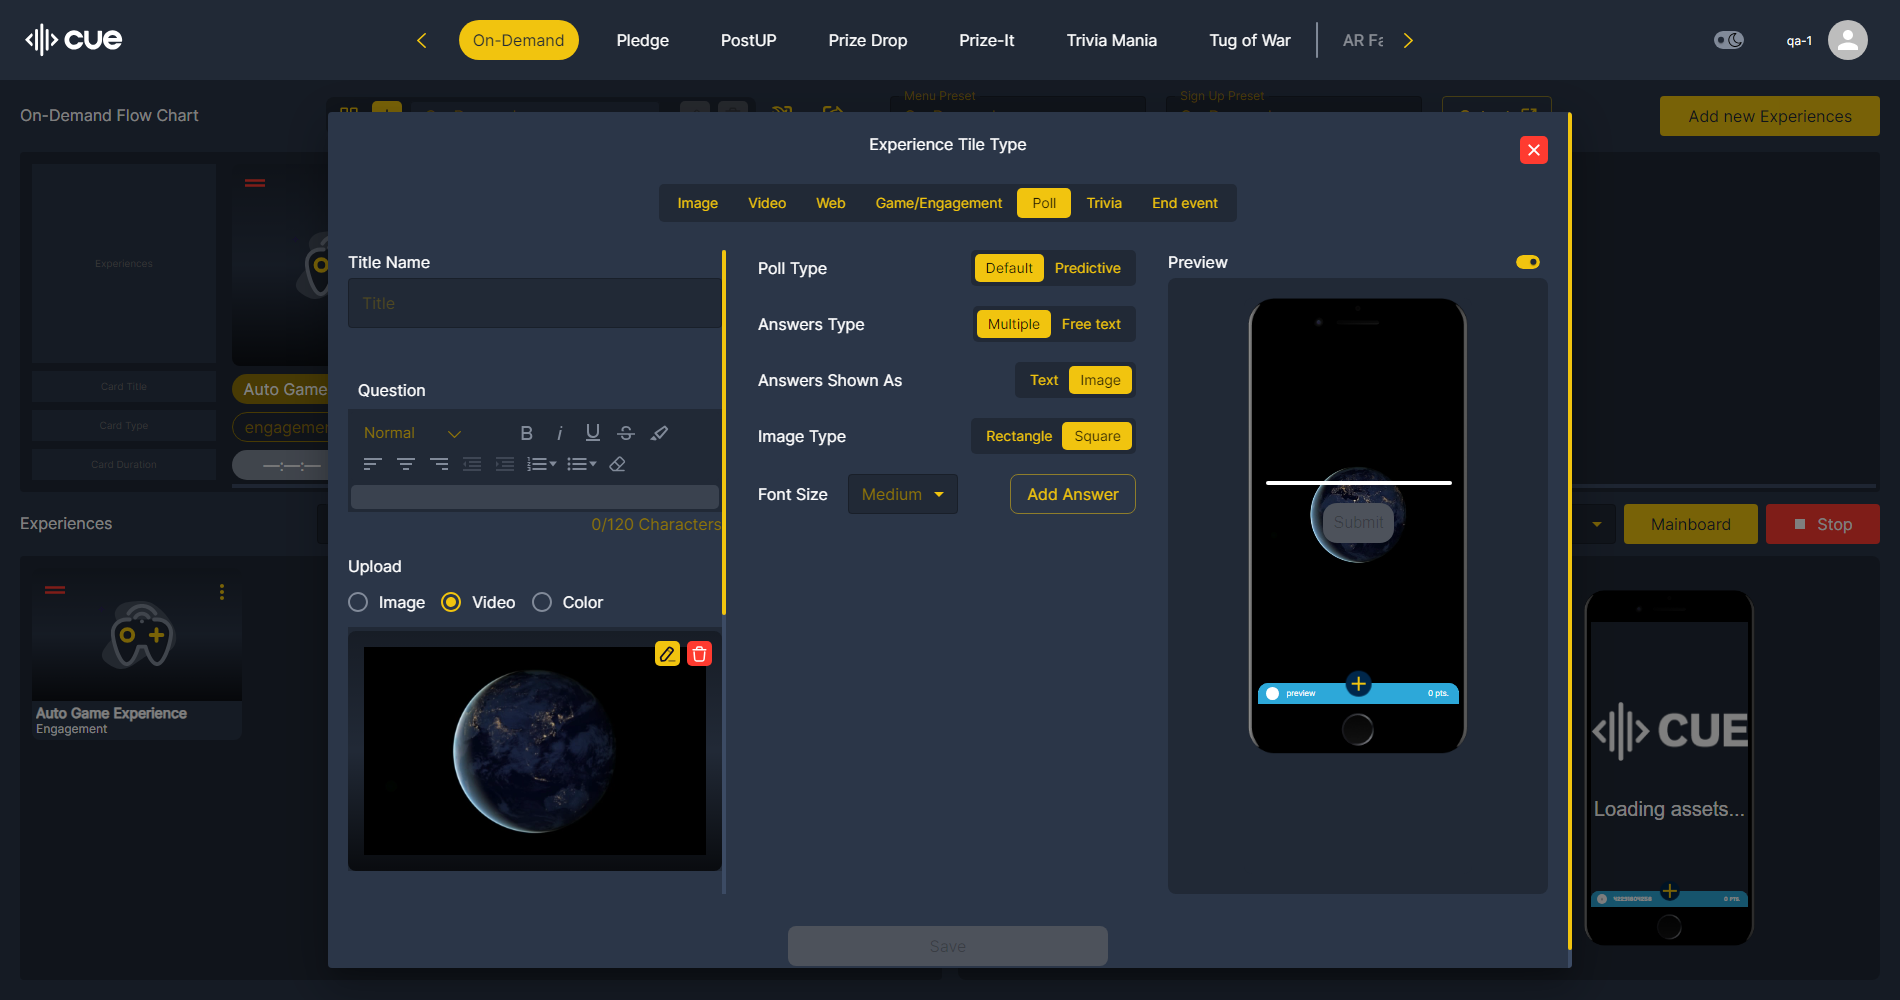 cue
On-Demand
Pledge
PostUP
Prize Drop
Prize-It
Trivia Mania
Tug of War
AR Fa
qa-1
On-Demand Flow Chart
Menu Preset
Sign Up Preset
Add new Experiences
Experience Tile Type
Image
Video
Web
Game/Engagement
Poll
Trivia
End event
Experiences
Card Title
Card Type
Card Duration
Auto Game
engagemen
—:—:—
Title Name
Title
Question
Normal
0/120 Characters
Upload
Image
Video
Color
Poll Type
Default
Predictive
Answers Type
Multiple
Free text
Answers Shown As
Text
Image
Image Type
Rectangle
Square
Font Size
Medium
Add Answer
Preview
Submit
preview
0 pts.
Save
Experiences
Auto Game Experience
Engagement
Mainboard
Stop
CUE
Loading assets...
0 pts.